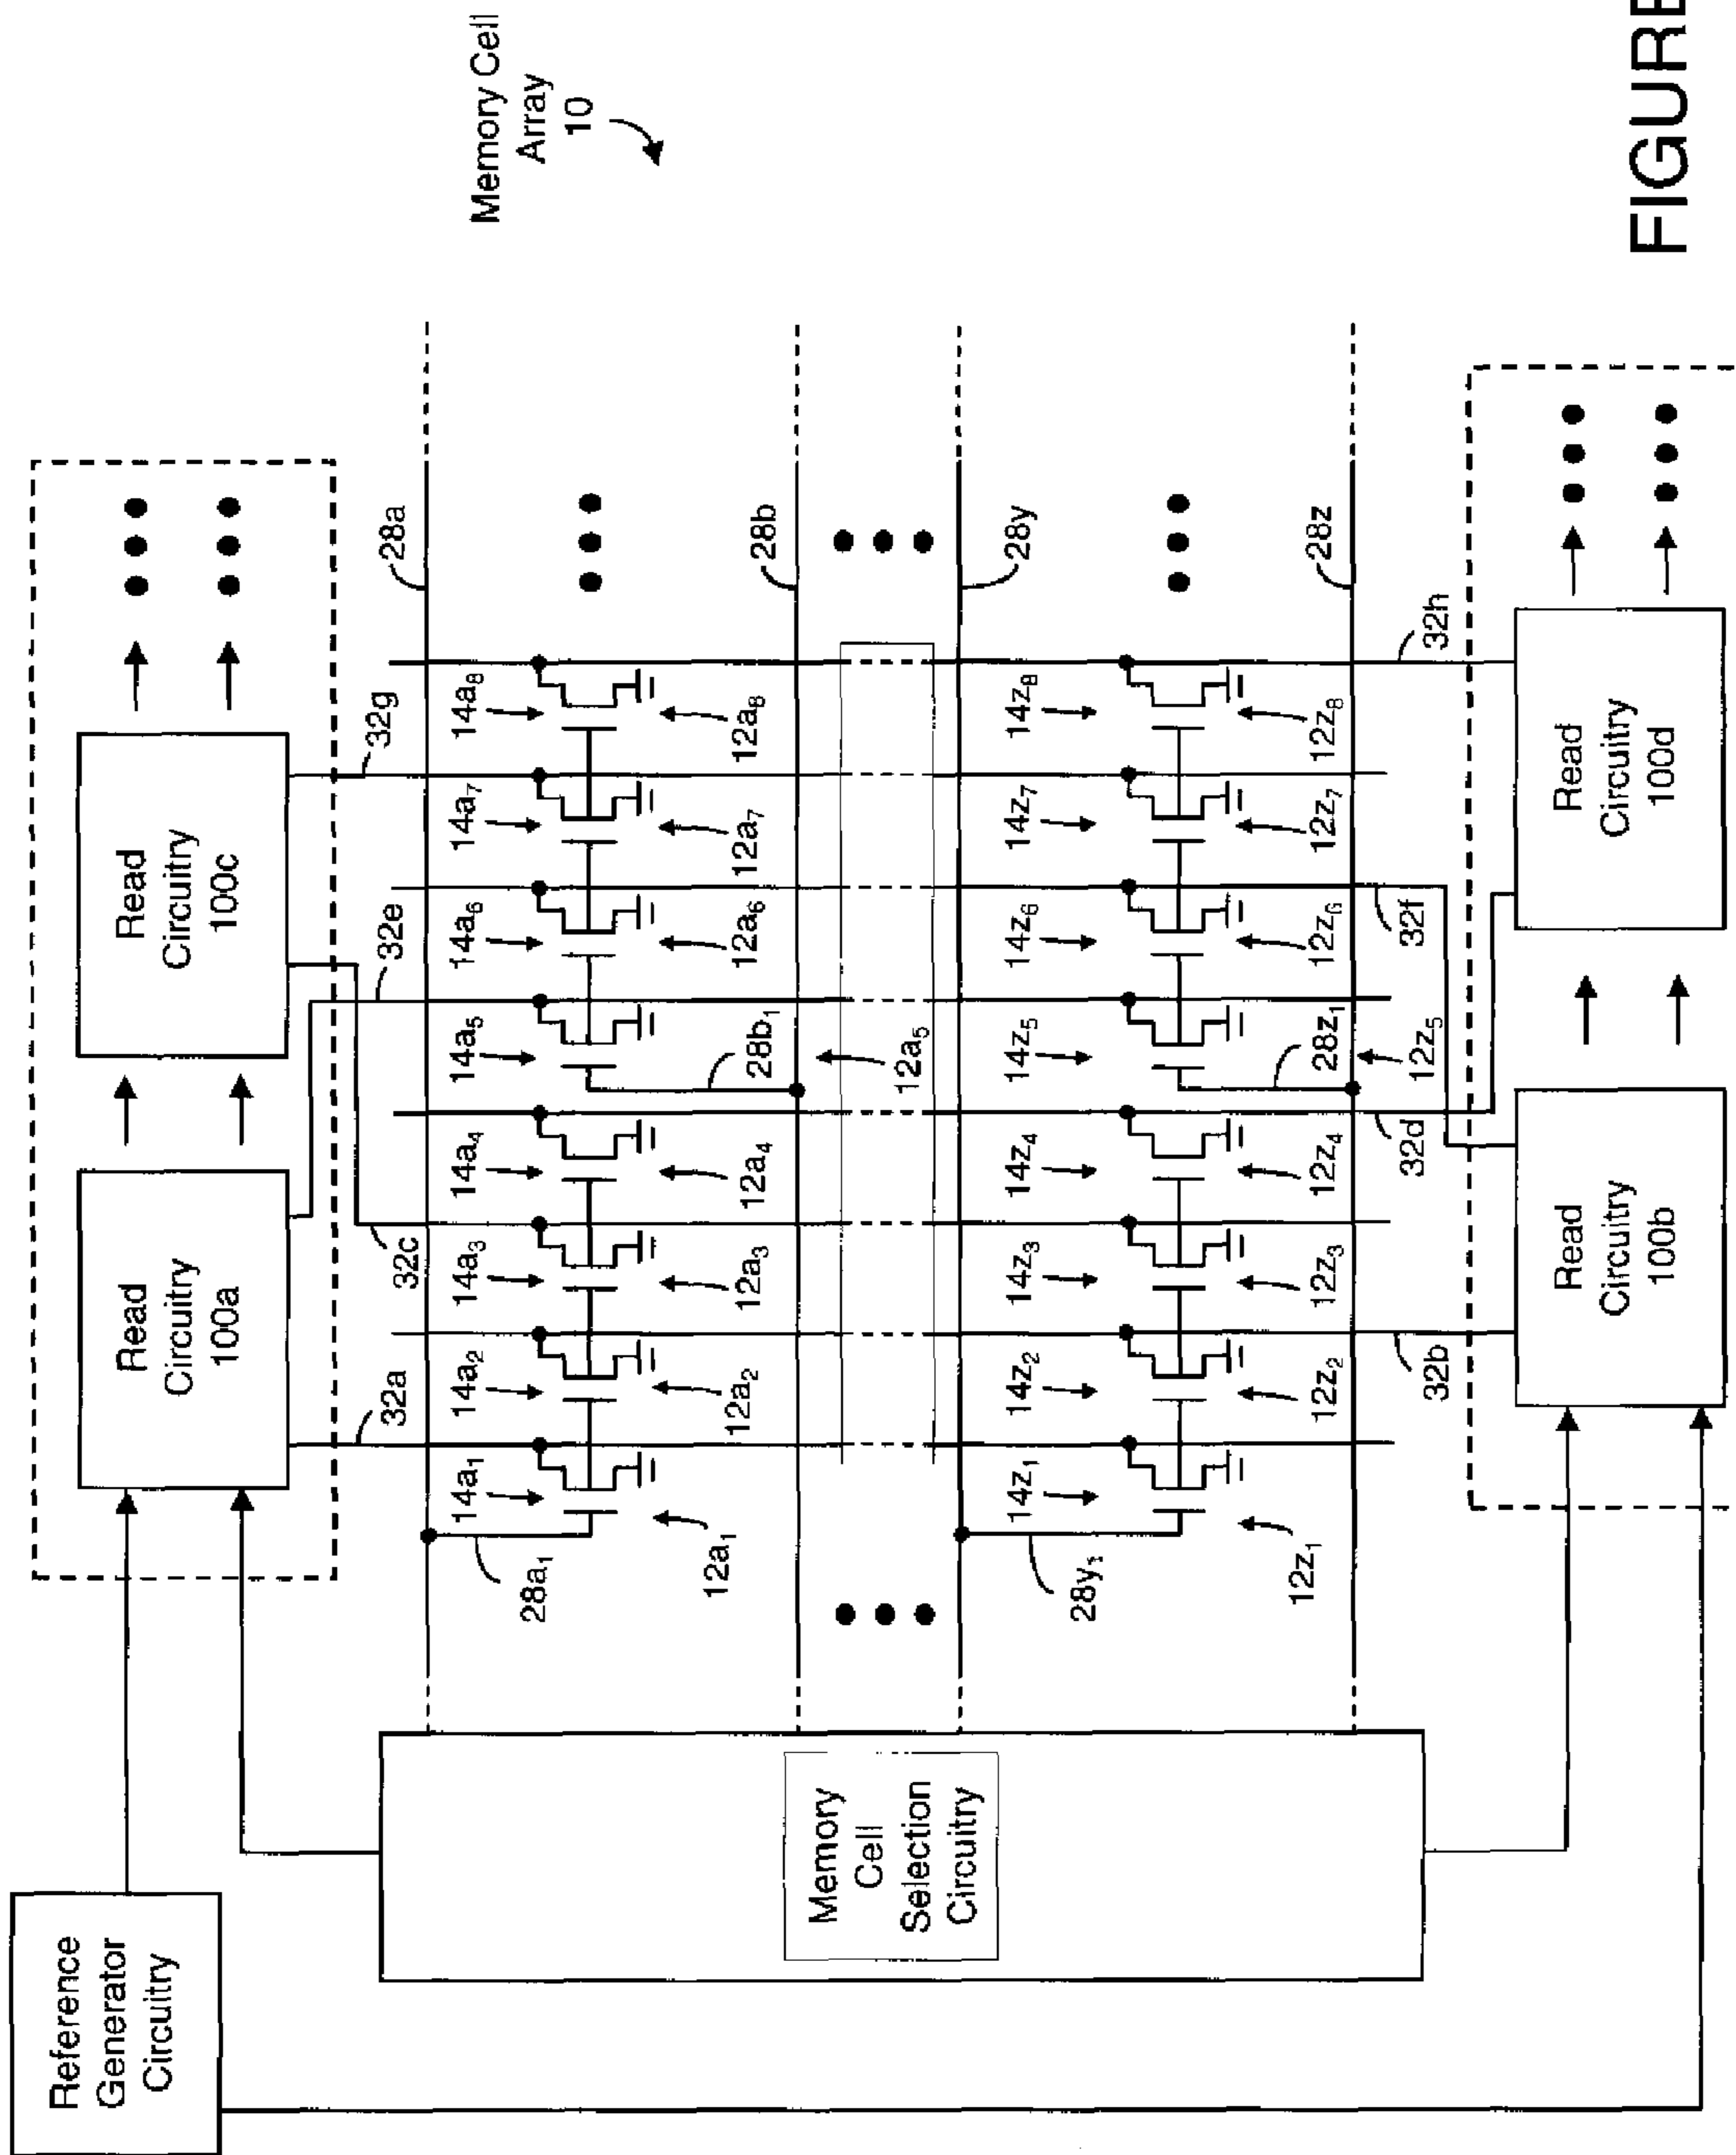 Reference
Generator
Circuitry
Memory
Cell
Selection
Circuitry
Read
Circuitry
100a
Read
Circuitry
100c
32a
32c
32e
32g
28a
Memory Cell
Array
10
14a₁
14a₂
14a₃
14a₄
14a₅
14a₆
14a₇
14a₈
28a₁
12a₁
12a₂
12a₃
12a₄
28b₁
12a₆
12a₇
12a₈
28b
12a₅
28y
14z₁
14z₂
14z₃
14z₄
14z₅
14z₆
14z₇
14z₈
28y₁
12z₁
12z₂
12z₃
12z₄
28z₁
12z₆
12z₇
12z₈
28z
12z₅
32b
32d
32f
32h
Read
Circuitry
100b
Read
Circuitry
100d
FIGURE